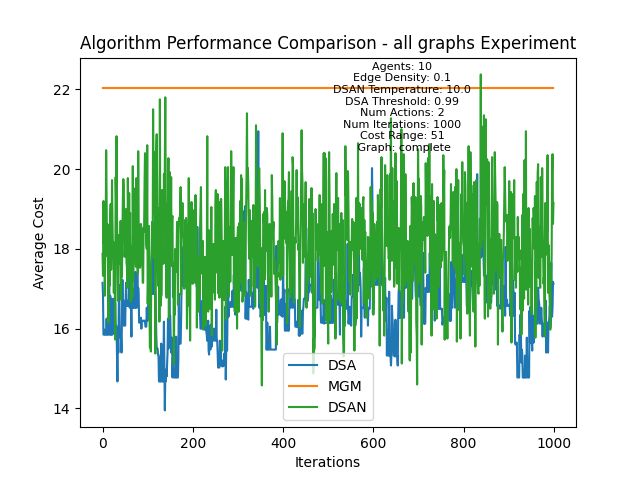 Algorithm Performance Comparison - all graphs Experiment
Agents: 10
Edge Density: 0.1
DSAN Temperature: 10.0
DSA Threshold: 0.99
Num Actions: 2
Num Iterations: 1000
Cost Range: 51
Graph: complete
22
20
18
16
14
Average Cost
DSA
MGM
DSAN
0
200
400
600
800
1000
Iterations